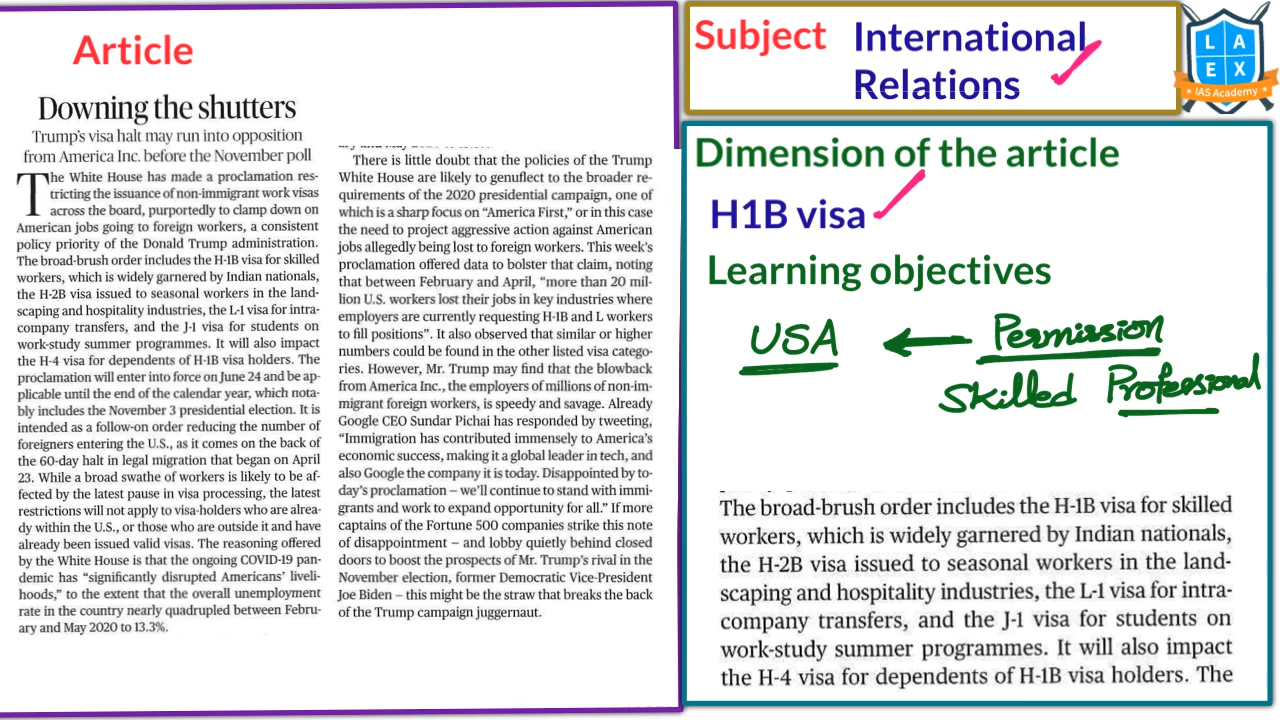 Article
Downing the shutters
Trump's visa halt may run into opposition
from America Inc. before the November poll
The White House has made a proclamation res-
tricting the issuance of non-immigrant work visas
across the board, purportedly to clamp down on
American jobs going to foreign workers, a consistent
policy priority of the Donald Trump administration.
The broad-brush order includes the H-1B visa for skilled
workers, which is widely garnered by Indian nationals,
the H-2B visa issued to seasonal workers in the land-
scaping and hospitality industries, the L-1 visa for intra-
company transfers, and the J-1 visa for students on
work-study summer programmes. It will also impact
the H-4 visa for dependents of H-1B visa holders. The
proclamation will enter into force on June 24 and be ap-
plicable until the end of the calendar year, which nota-
bly includes the November 3 presidential election. It is
intended as a follow-on order reducing the number of
foreigners entering the U.S., as it comes on the back of
the 60-day halt in legal migration that began on April
23. While a broad swathe of workers is likely to be af-
fected by the latest pause in visa processing, the latest
restrictions will not apply to visa-holders who are alrea-
dy within the U.S., or those who are outside it and have
already been issued valid visas. The reasoning offered
by the White House is that the ongoing COVID-19 pan-
demic has “significantly disrupted Americans' liveli-
hoods,” to the extent that the overall unemployment
rate in the country nearly quadrupled between Febru-
ary and May 2020 to 13.3%.
There is little doubt that the policies of the Trump
White House are likely to genuflect to the broader re-
quirements of the 2020 presidential campaign, one of
which is a sharp focus on “America First,” or in this case
the need to project aggressive action against American
jobs allegedly being lost to foreign workers. This week's
proclamation offered data to bolster that claim, noting
that between February and April, “more than 20 mil-
lion U.S. workers lost their jobs in key industries where
employers are currently requesting H-1B and L workers
to fill positions”. It also observed that similar or higher
numbers could be found in the other listed visa catego-
ries. However, Mr. Trump may find that the blowback
from America Inc., the employers of millions of non-im-
migrant foreign workers, is speedy and savage. Already
Google CEO Sundar Pichai has responded by tweeting,
“Immigration has contributed immensely to America's
economic success, making it a global leader in tech, and
also Google the company it is today. Disappointed by to-
day's proclamation – we'll continue to stand with immi-
grants and work to expand opportunity for all.” If more
captains of the Fortune 500 companies strike this note
of disappointment – and lobby quietly behind closed
doors to boost the prospects of Mr. Trump's rival in the
November election, former Democratic Vice-President
Joe Biden – this might be the straw that breaks the back
of the Trump campaign juggernaut.
Subject International
Relations
L A
E X
IAS Academy
Dimension of the article
H1B visa
Learning objectives
USA ← Permission
Skilled Professional
The broad-brush order includes the H-1B visa for skilled
workers, which is widely garnered by Indian nationals,
the H-2B visa issued to seasonal workers in the land-
scaping and hospitality industries, the L-1 visa for intra-
company transfers, and the J-1 visa for students on
work-study summer programmes. It will also impact
the H-4 visa for dependents of H-1B visa holders. The